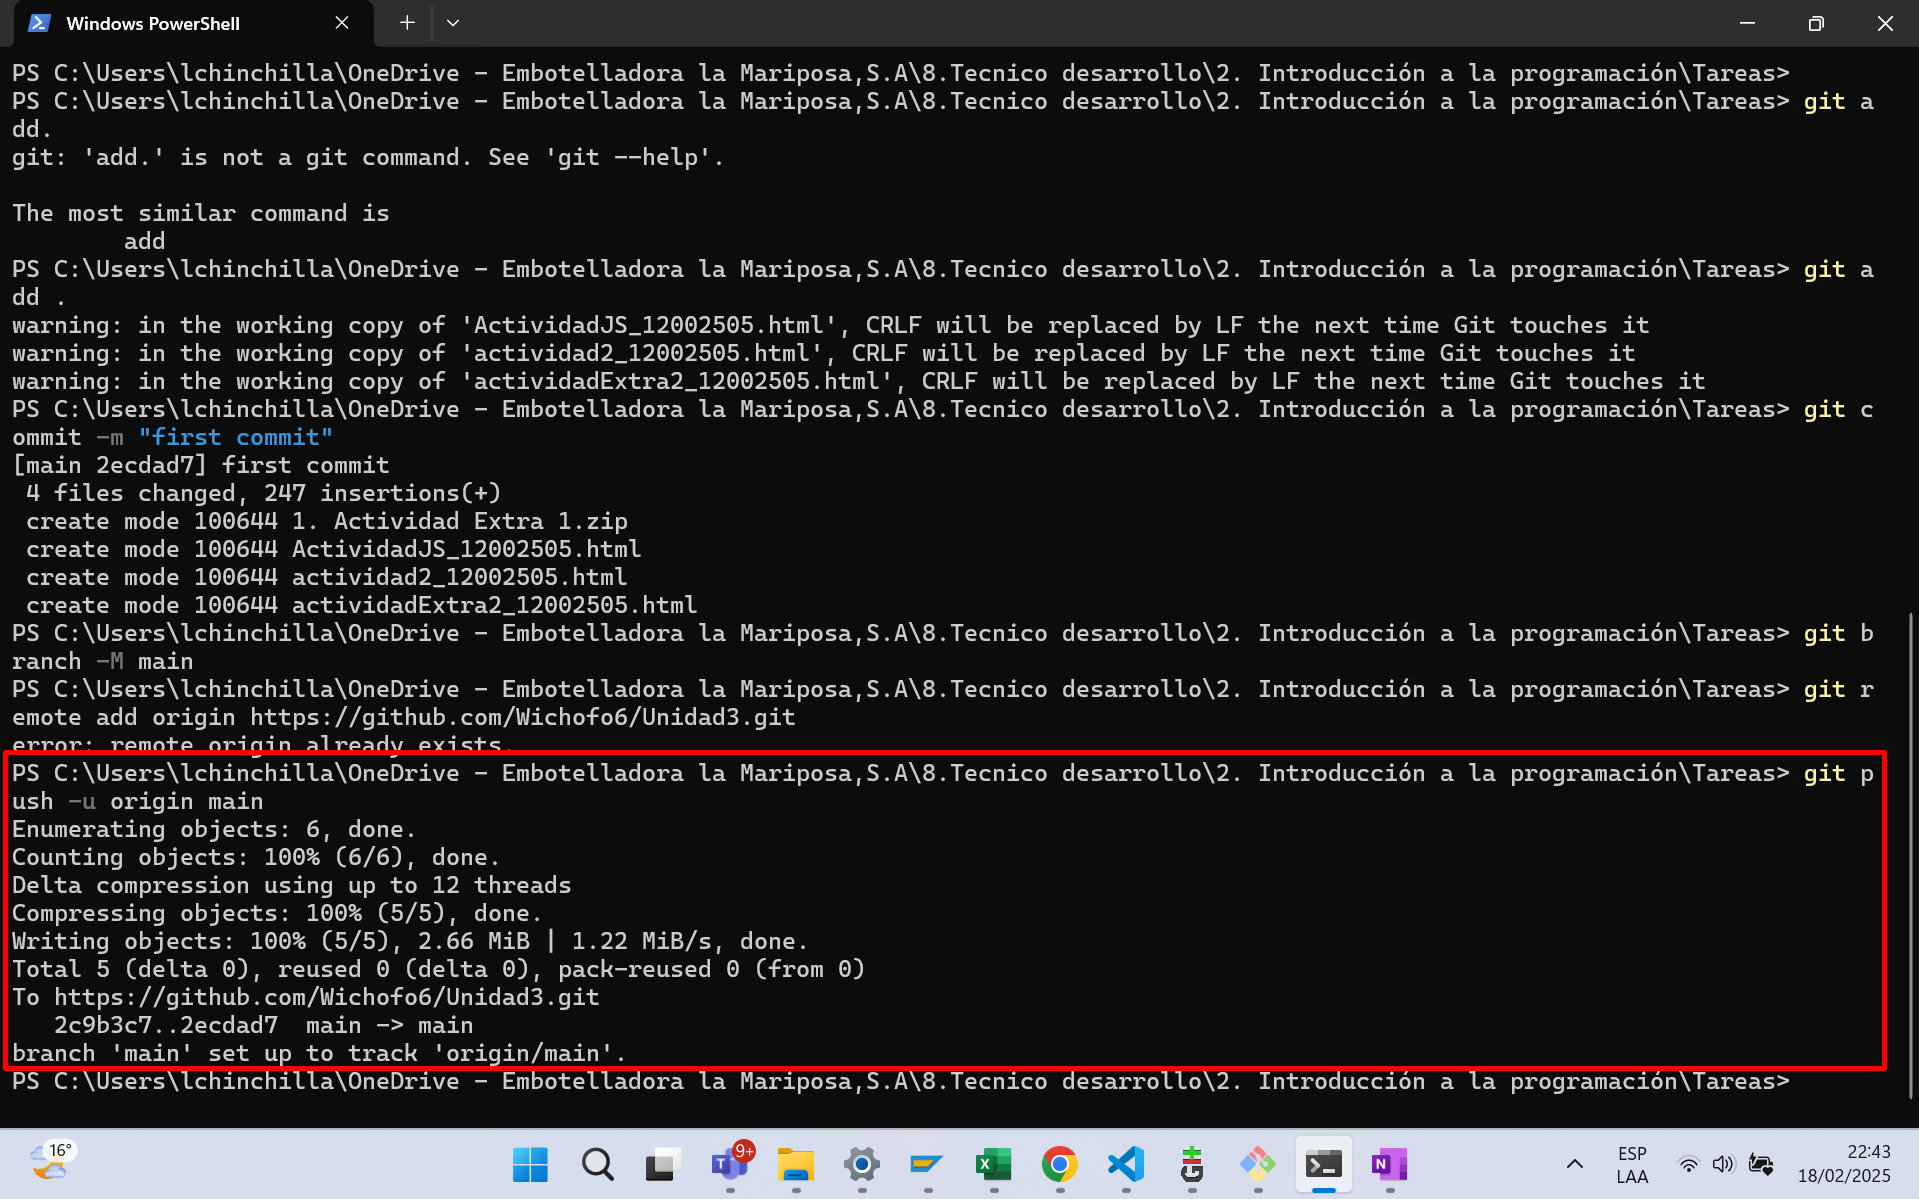 Windows PowerShell
PS C:\Users\lchinchilla\OneDrive - Embotelladora la Mariposa,S.A\8.Tecnico desarrollo\2. Introducción a la programación\Tareas>
PS C:\Users\lchinchilla\OneDrive - Embotelladora la Mariposa,S.A\8.Tecnico desarrollo\2. Introducción a la programación\Tareas> git a
dd.
git: 'add.' is not a git command. See 'git --help'.
The most similar command is
add
PS C:\Users\lchinchilla\OneDrive - Embotelladora la Mariposa,S.A\8.Tecnico desarrollo\2. Introducción a la programación\Tareas> git a
dd .
warning: in the working copy of 'ActividadJS_12002505.html', CRLF will be replaced by LF the next time Git touches it
warning: in the working copy of 'actividad2_12002505.html', CRLF will be replaced by LF the next time Git touches it
warning: in the working copy of 'actividadExtra2_12002505.html', CRLF will be replaced by LF the next time Git touches it
PS C:\Users\lchinchilla\OneDrive - Embotelladora la Mariposa,S.A\8.Tecnico desarrollo\2. Introducción a la programación\Tareas> git c
ommit -m "first commit"
[main 2ecdad7] first commit
4 files changed, 247 insertions(+)
create mode 100644 1. Actividad Extra 1.zip
create mode 100644 ActividadJS_12002505.html
create mode 100644 actividad2_12002505.html
create mode 100644 actividadExtra2_12002505.html
PS C:\Users\lchinchilla\OneDrive - Embotelladora la Mariposa,S.A\8.Tecnico desarrollo\2. Introducción a la programación\Tareas> git b
ranch -M main
PS C:\Users\lchinchilla\OneDrive - Embotelladora la Mariposa,S.A\8.Tecnico desarrollo\2. Introducción a la programación\Tareas> git r
emote add origin https://github.com/Wichofo6/Unidad3.git
error: remote origin already exists.
PS C:\Users\lchinchilla\OneDrive - Embotelladora la Mariposa,S.A\8.Tecnico desarrollo\2. Introducción a la programación\Tareas> git p
ush -u origin main
Enumerating objects: 6, done.
Counting objects: 100% (6/6), done.
Delta compression using up to 12 threads
Compressing objects: 100% (5/5), done.
Writing objects: 100% (5/5), 2.66 MiB | 1.22 MiB/s, done.
Total 5 (delta 0), reused 0 (delta 0), pack-reused 0 (from 0)
To https://github.com/Wichofo6/Unidad3.git
2c9b3c7..2ecdad7  main -> main
branch 'main' set up to track 'origin/main'.
PS C:\Users\lchinchilla\OneDrive - Embotelladora la Mariposa,S.A\8.Tecnico desarrollo\2. Introducción a la programación\Tareas>
16°
9+
ESP
LAA
22:43
18/02/2025